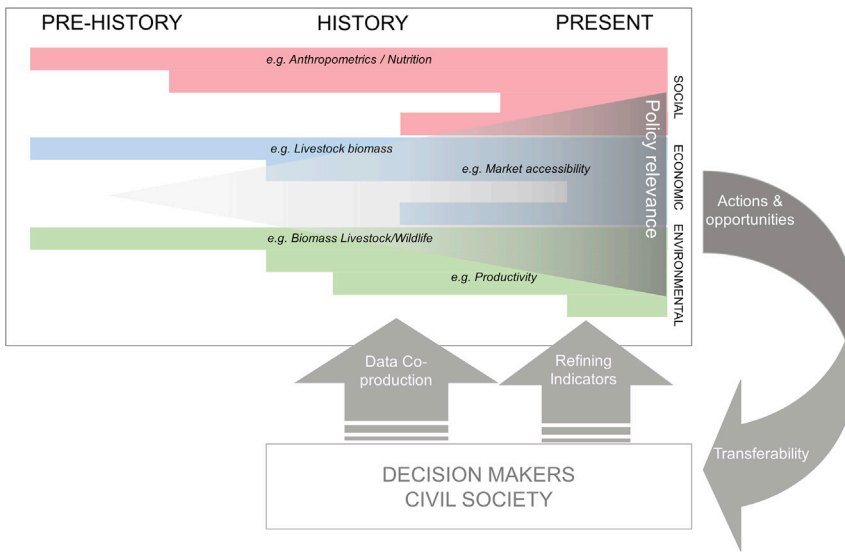 PRE-HISTORY HISTORY PRESENT
e.g. Anthropometrics / Nutrition
SOCIAL
Policy relevance
e.g. Livestock biomass
e.g. Market accessibility
ECONOMIC
Actions &
opportunities
e.g. Biomass Livestock/Wildlife
e.g. Productivity
ENVIRONMENTAL
Data Co-
production
Refining
Indicators
Transferability
DECISION MAKERS
CIVIL SOCIETY